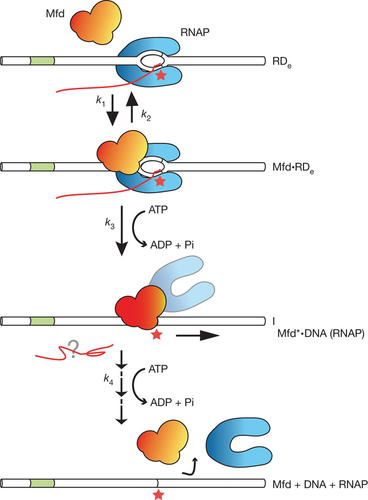 Mfd
RNAP
RDₑ
k₁
k₂
Mfd•RDₑ
k₃
ATP
ADP + Pi
I
Mfd*•DNA (RNAP)
?
k₄
ATP
ADP + Pi
Mfd + DNA + RNAP